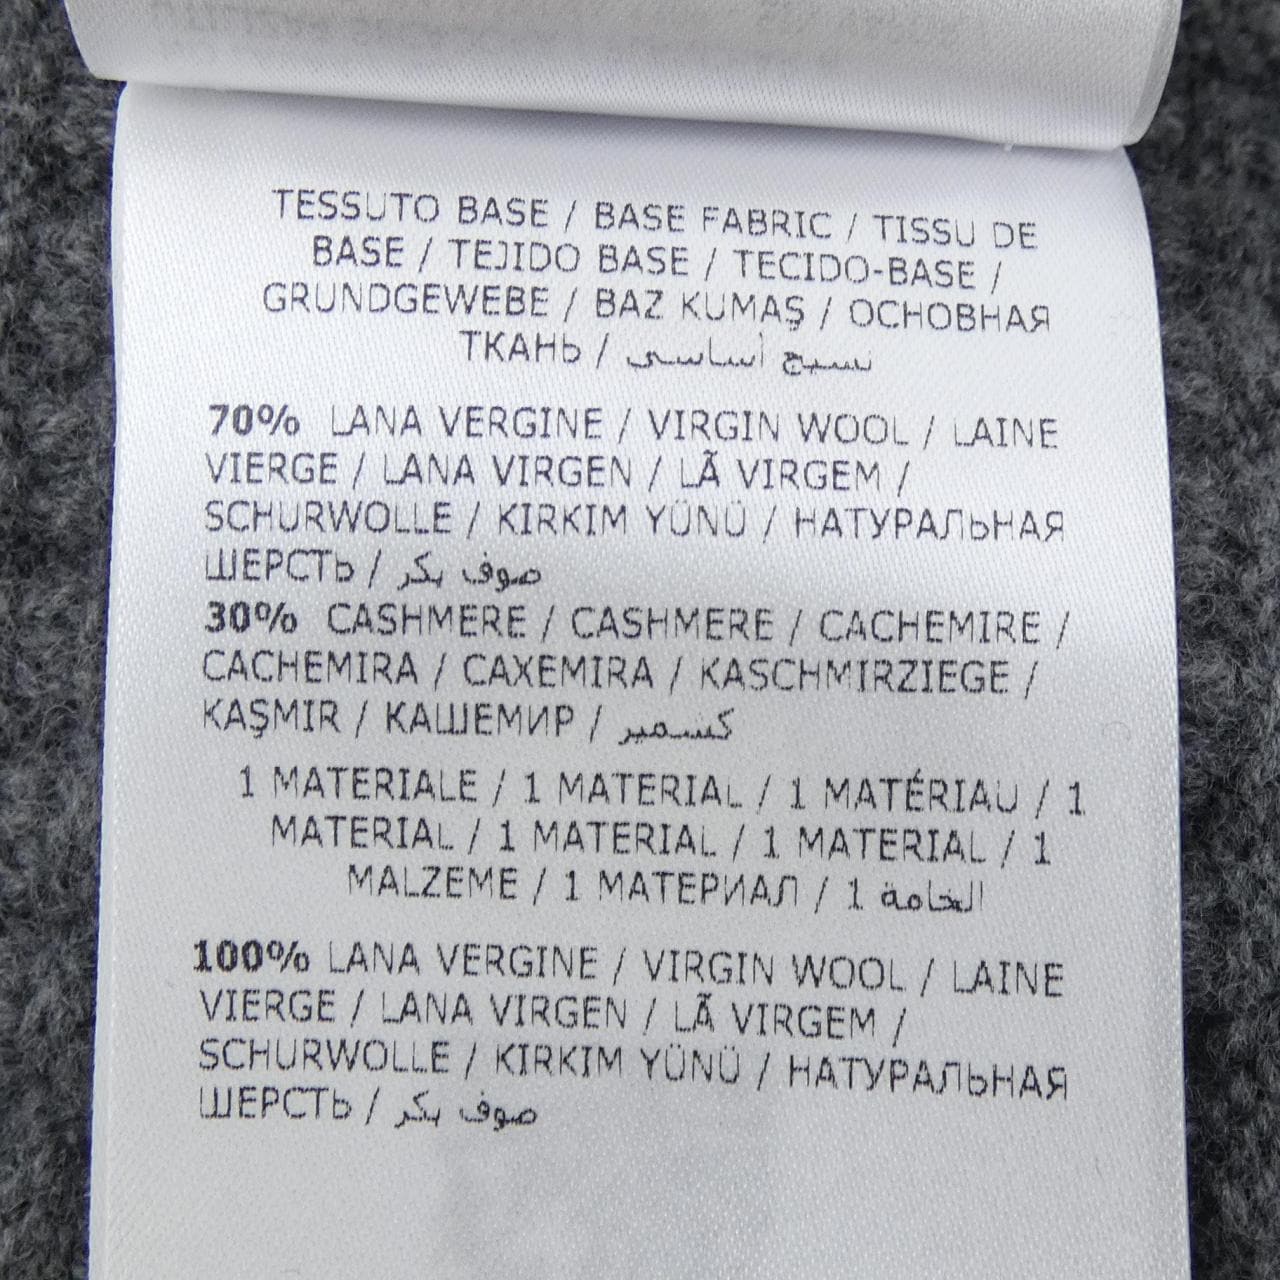 TESSUTO BASE / BASE FABRIC / TISSU DE
BASE / TEJIDO BASE / TECIDO-BASE /
GRUNDGEWEBE / BAZ KUMAŞ / ОСНОВНАЯ
ТКАНЬ / نسيج أساسي
70% LANA VERGINE / VIRGIN WOOL / LAINE
VIERGE / LANA VIRGEN / LÃ VIRGEM /
SCHURWOLLE / KIRKIM YÜNÜ / НАТУРАЛЬНАЯ
ШЕРСТЬ / صوف بكر
30% CASHMERE / CASHMERE / CACHEMIRE /
CACHEMIRA / CAXEMIRA / KASCHMIRZIEGE /
KAŞMIR / КАШЕМИР / كشمير
1 MATERIALE / 1 MATERIAL / 1 MATÉRIAU / 1
MATERIAL / 1 MATERIAL / 1 MATERIAL / 1
MALZEME / 1 МАТЕРИАЛ / 1 الخامة
100% LANA VERGINE / VIRGIN WOOL / LAINE
VIERGE / LANA VIRGEN / LÃ VIRGEM /
SCHURWOLLE / KIRKIM YÜNÜ / НАТУРАЛЬНАЯ
ШЕРСТЬ / صوف بكر